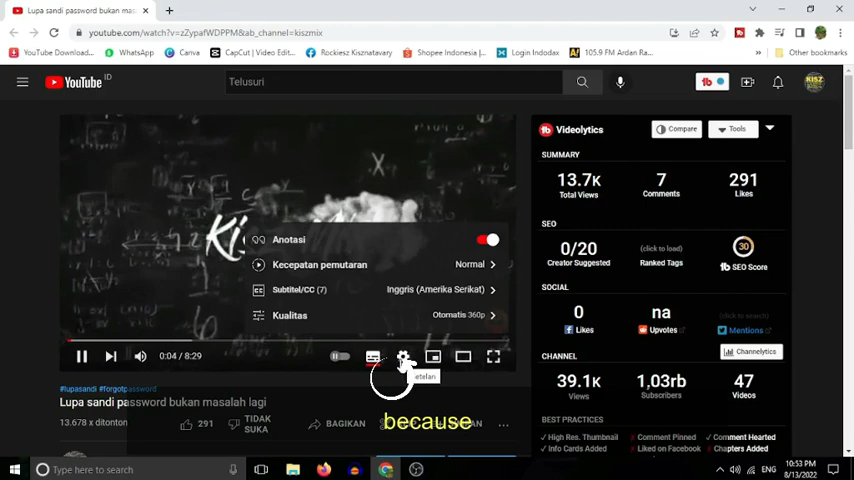 Lupa sandi password bukan mas
youtube.com/watch?v=zZypafWDPPM&ab_channel=kiszmix
YouTube Download...
WhatsApp
Canva
CapCut | Video Edit...
Rockiesz Kisznatavary
Shopee Indonesia |...
Login Indodax
105.9 FM Ardan Ra...
Other bookmarks
YouTube ID
Telusuri
KISZ
Videolytics
Compare
Tools
SUMMARY
13.7K
7
291
Total Views
Comments
Likes
SEO
0/20
(click to load)
30
Creator Suggested
Ranked Tags
SEO Score
SOCIAL
0
na
(click to search)
Likes
Upvotes
Mentions
Channelytics
CHANNEL
39.1K
1,03rb
47
Views
Subscribers
Videos
BEST PRACTICES
High Res. Thumbnail
Comment Pinned
Comment Hearted
Info Cards Added
Liked on Facebook
Chapters Added
Ki
Anotasi
Kecepatan pemutaran
Normal
Subtitel/CC (7)
Inggris (Amerika Serikat)
Kualitas
Otomatis 360p
0:04 / 8:29
Setelan
#lupasandi #forgotpassword
Lupa sandi password bukan masalah lagi
13.678 x ditonton
291
TIDAK SUKA
BAGIKAN
because
Type here to search
ENG
10:53 PM
8/13/2022